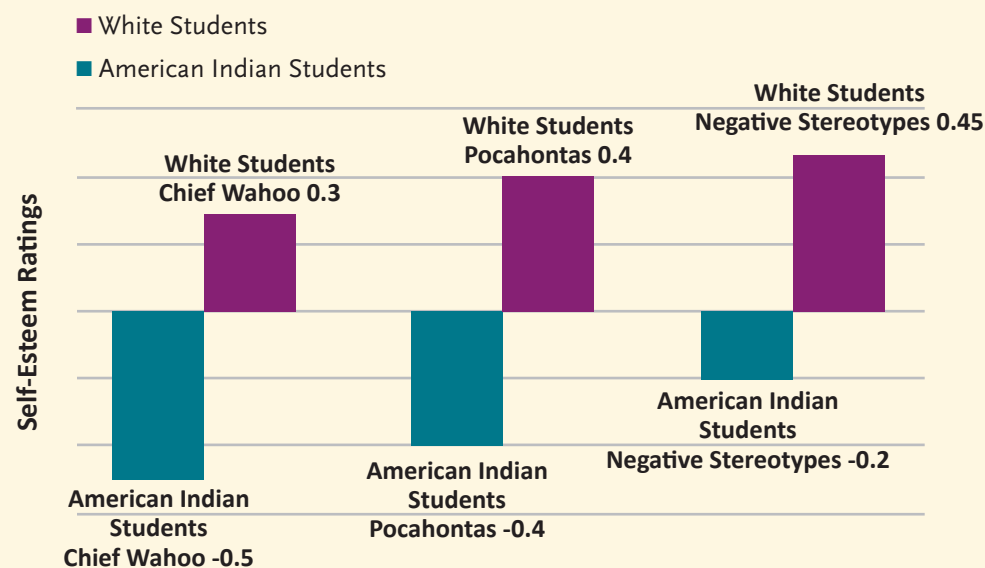 White Students
American Indian Students
White Students
Negative Stereotypes 0.45
White Students
Pocahontas 0.4
White Students
Chief Wahoo 0.3
Self-Esteem Ratings
American Indian
Students
Negative Stereotypes -0.2
American Indian
Students
Pocahontas -0.4
American Indian
Students
Chief Wahoo -0.5